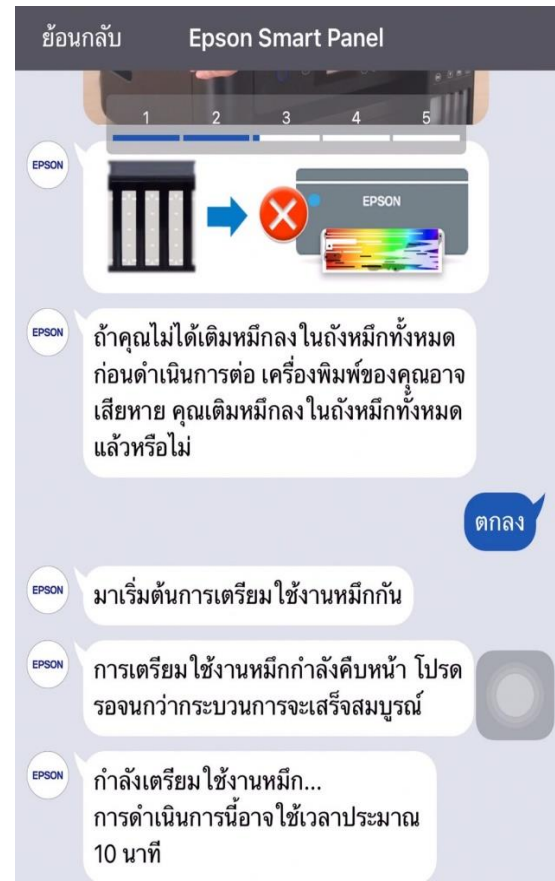 ย้อนกลับ Epson Smart Panel
1 2 3 4 5
EPSON
EPSON
EPSON
ถ้าคุณไม่ได้เติมหมึกลงในถังหมึกทั้งหมด
ก่อนดำเนินการต่อ เครื่องพิมพ์ของคุณอาจ
เสียหาย คุณเติมหมึกลงในถังหมึกทั้งหมด
แล้วหรือไม่
ตกลง
EPSON
มาเริ่มต้นการเตรียมใช้งานหมึกกัน
EPSON
การเตรียมใช้งานหมึกกำลังคืบหน้า โปรด
รอจนกว่ากระบวนการจะเสร็จสมบูรณ์
EPSON
กำลังเตรียมใช้งานหมึก...
การดำเนินการนี้อาจใช้เวลาประมาณ
10 นาที